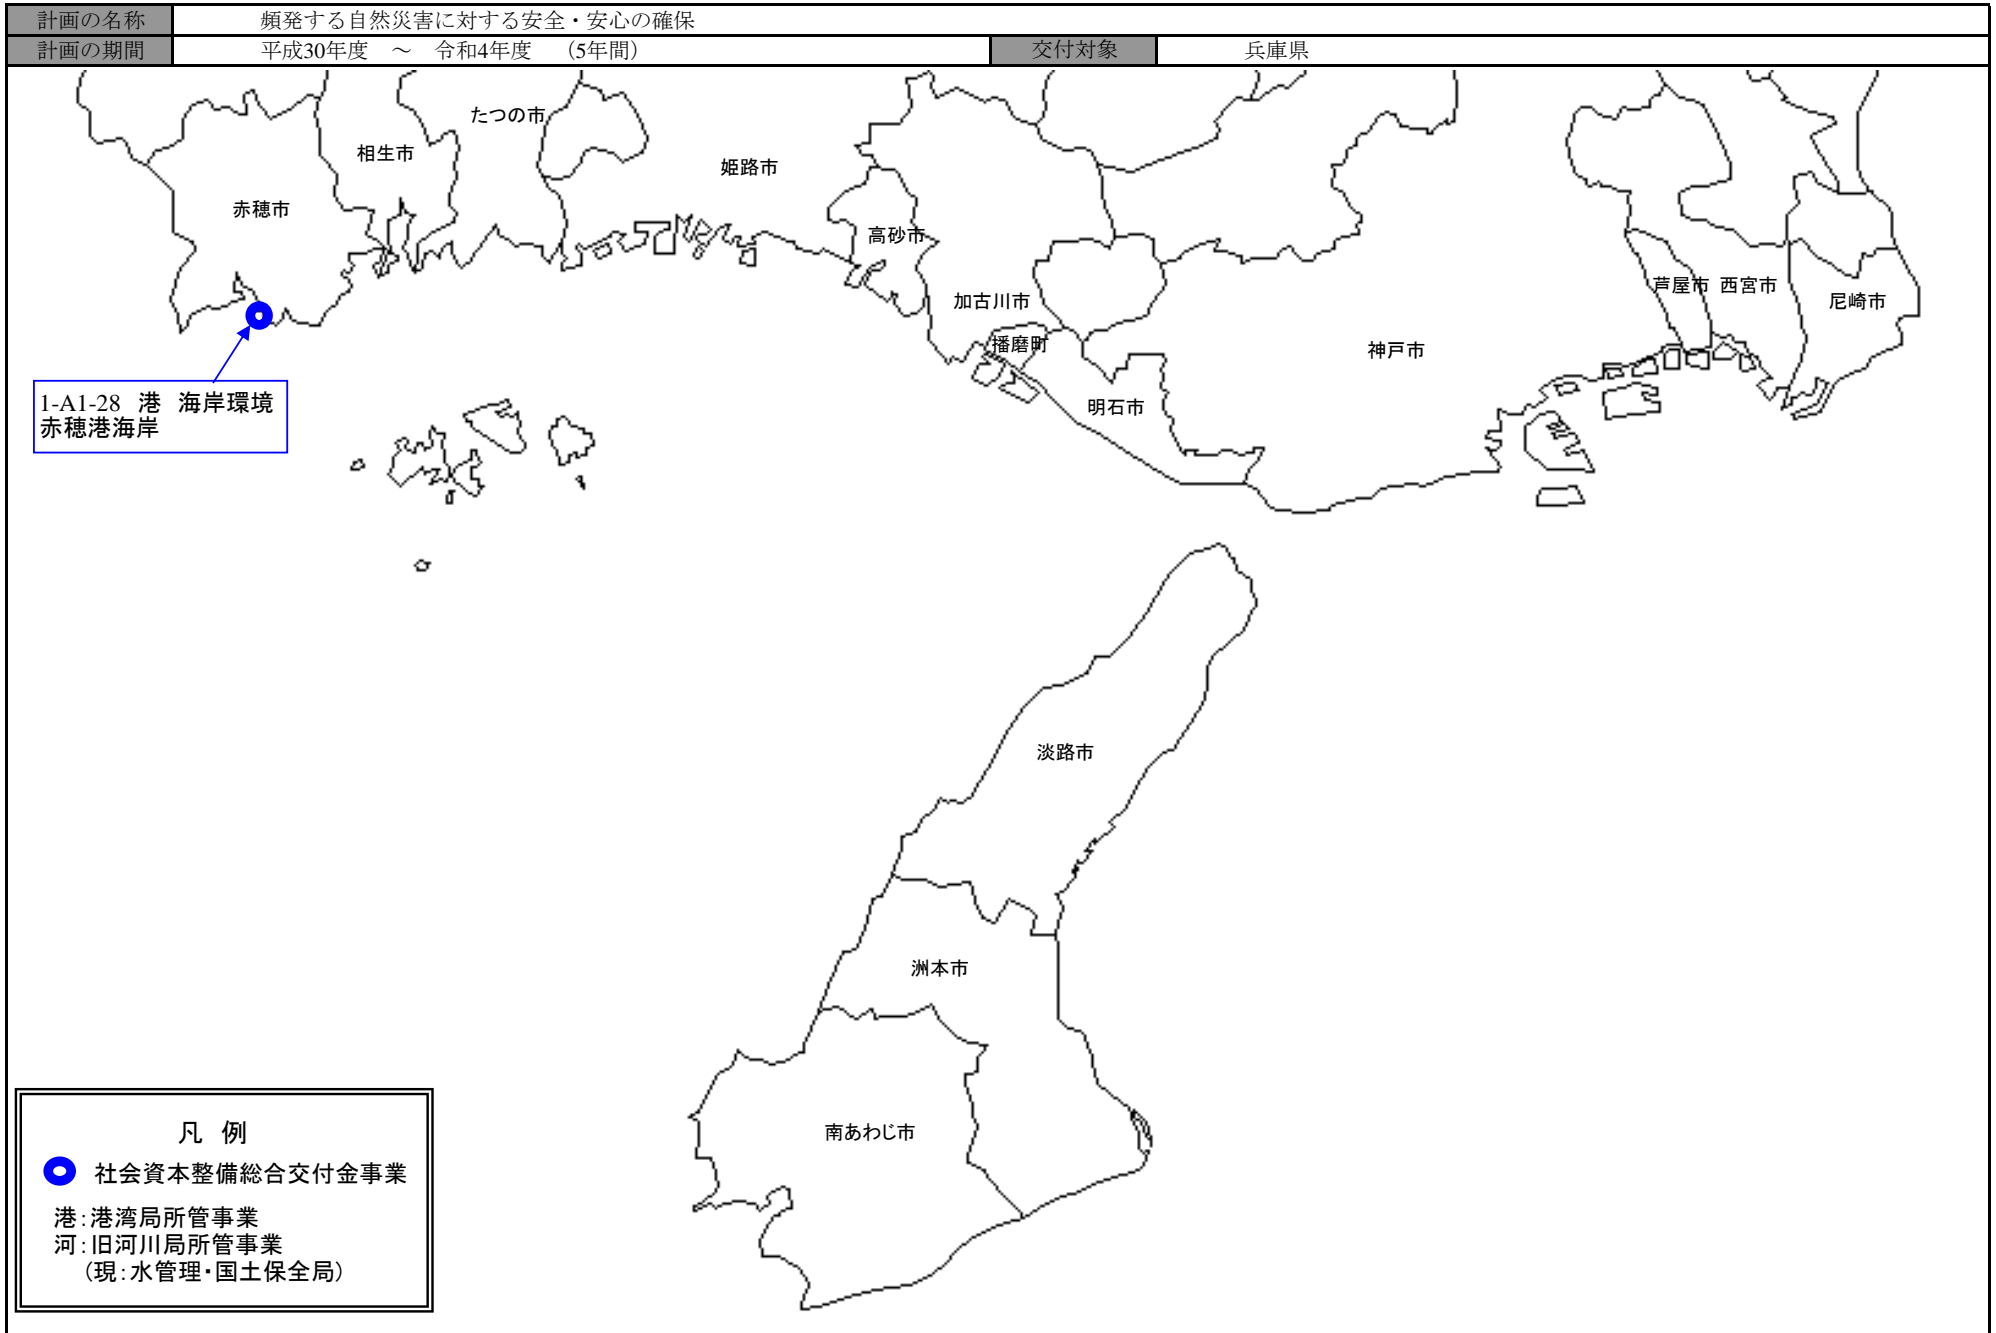 計画の名称 頻発する自然災害に対する安全・安心の確保
計画の期間 平成30年度 ～ 令和4年度 （5年間） 交付対象 兵庫県
たつの市
相生市
姫路市
赤穂市
高砂市
加古川市
芦屋市 西宮市
尼崎市
播磨町
神戸市
明石市
1-A1-28 港 海岸環境
赤穂港海岸
淡路市
洲本市
南あわじ市
凡 例
社会資本整備総合交付金事業
港：港湾局所管事業
河：旧河川局所管事業
（現：水管理・国土保全局）